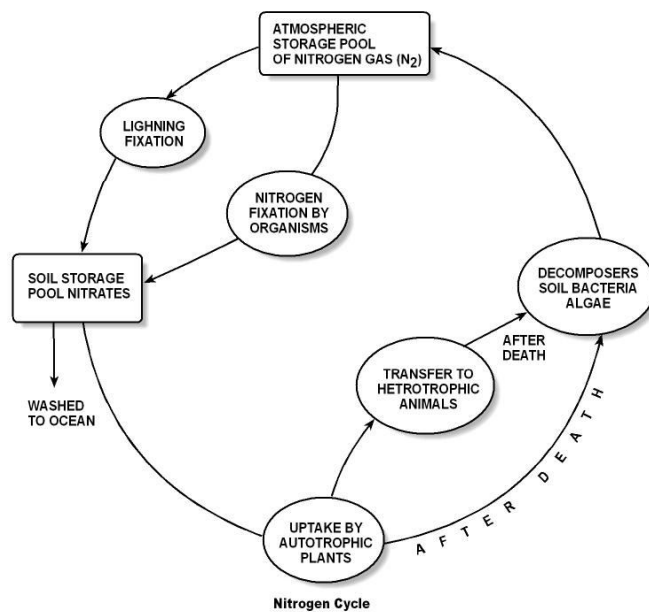 ATMOSPHERIC
STORAGE POOL
OF NITROGEN GAS (N2)
LIGHNING
FIXATION
NITROGEN
FIXATION BY
ORGANISMS
SOIL STORAGE
POOL NITRATES
DECOMPOSERS
SOIL BACTERIA
ALGAE
AFTER
DEATH
TRANSFER TO
HETROTROPHIC
ANIMALS
WASHED
TO OCEAN
AFTER DEATH
UPTAKE BY
AUTOTROPHIC
PLANTS
Nitrogen Cycle